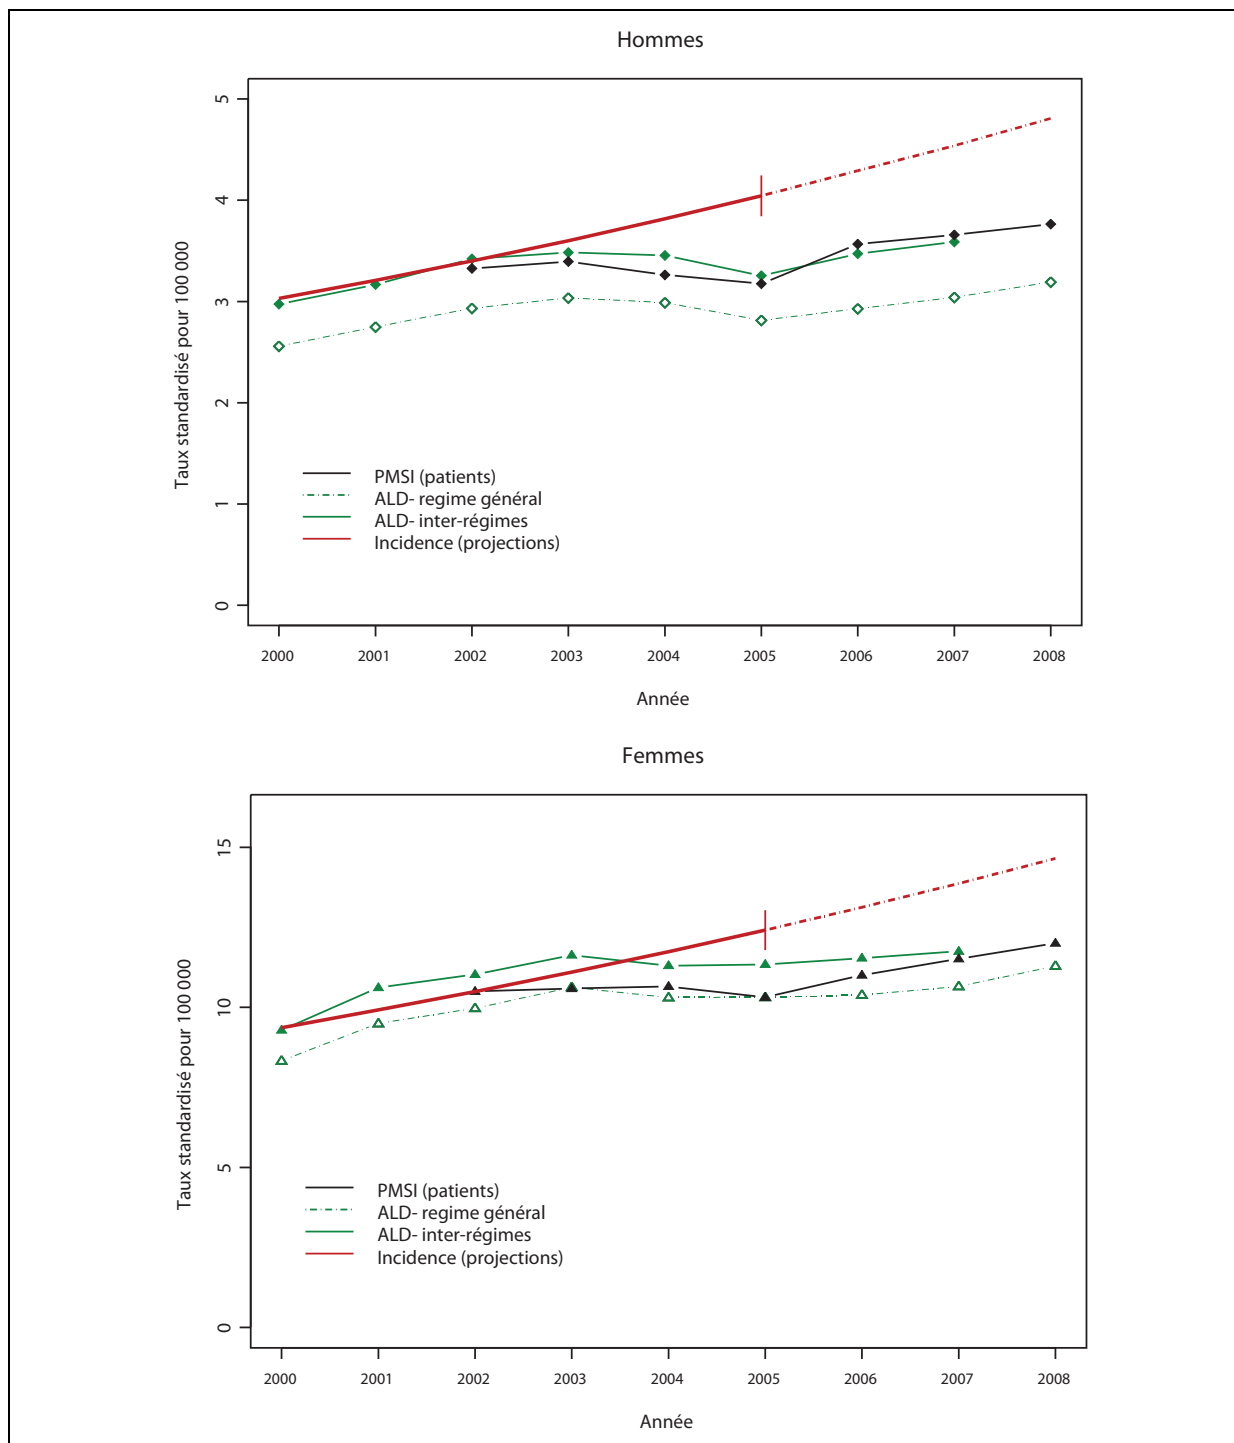 Hommes
Taux standardisé pour 100 000
5
4
3
2
1
0
PMSI (patients)
ALD- regime général
ALD- inter-régimes
Incidence (projections)
2000 2001 2002 2003 2004 2005 2006 2007 2008
Année
Femmes
Taux standardisé pour 100 000
15
10
5
0
PMSI (patients)
ALD- regime général
ALD- inter-régimes
Incidence (projections)
2000 2001 2002 2003 2004 2005 2006 2007 2008
Année